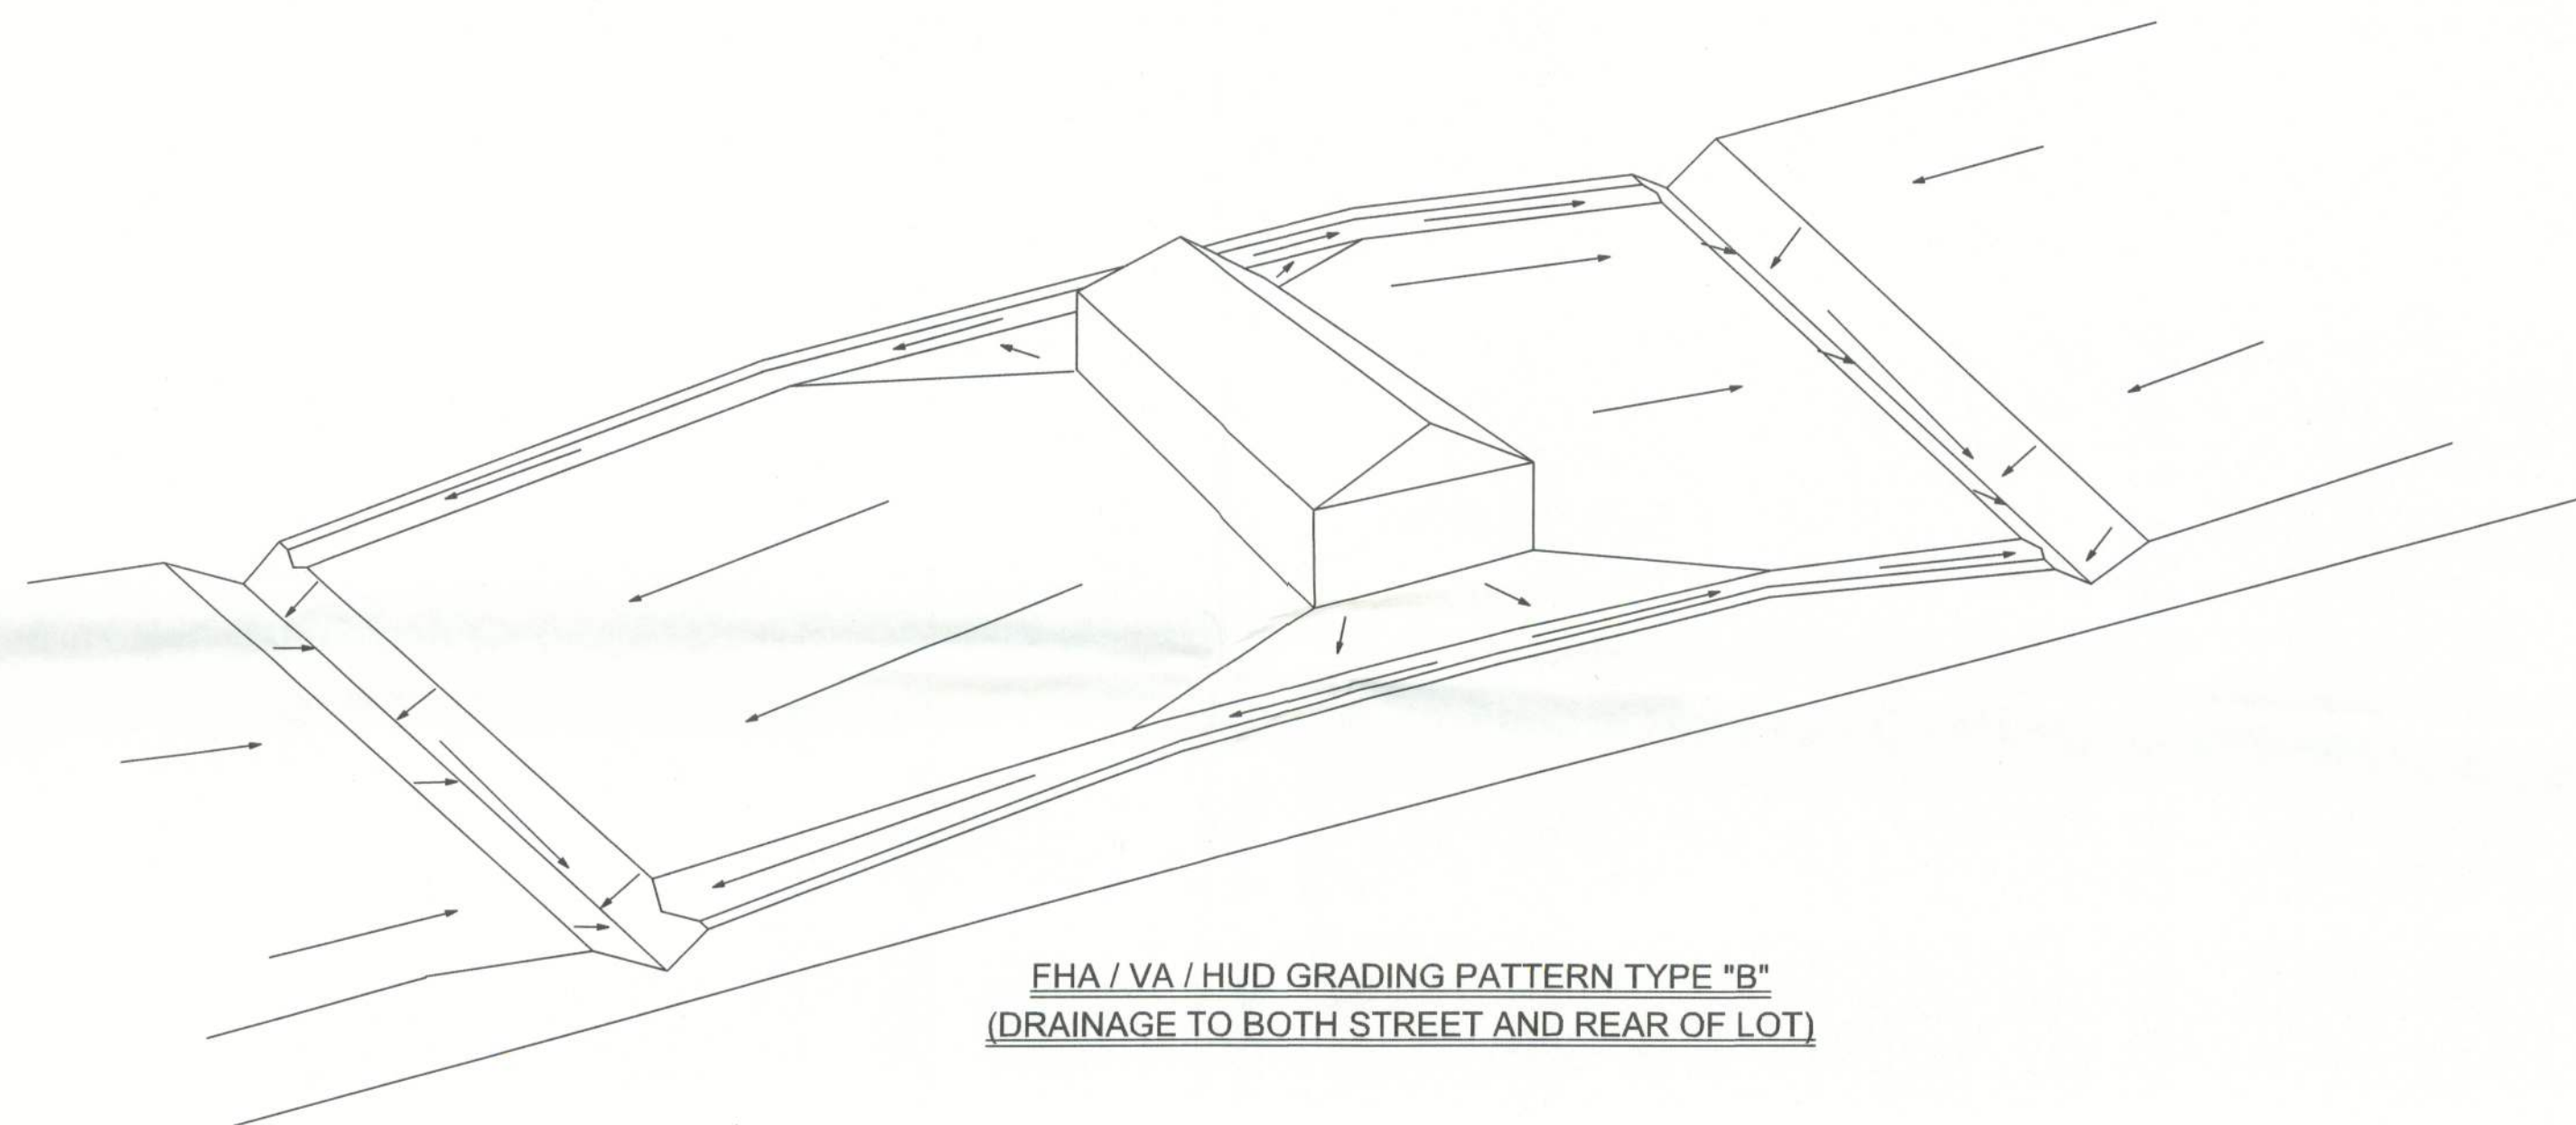 FHA / VA / HUD GRADING PATTERN TYPE "B"
(DRAINAGE TO BOTH STREET AND REAR OF LOT)